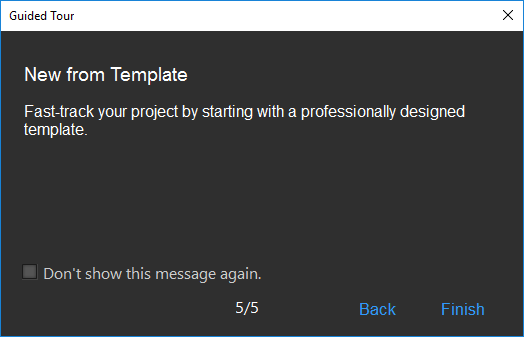 Guided Tour
New from Template
Fast-track your project by starting with a professionally designed
template.
Don't show this message again.
5/5
Back
Finish